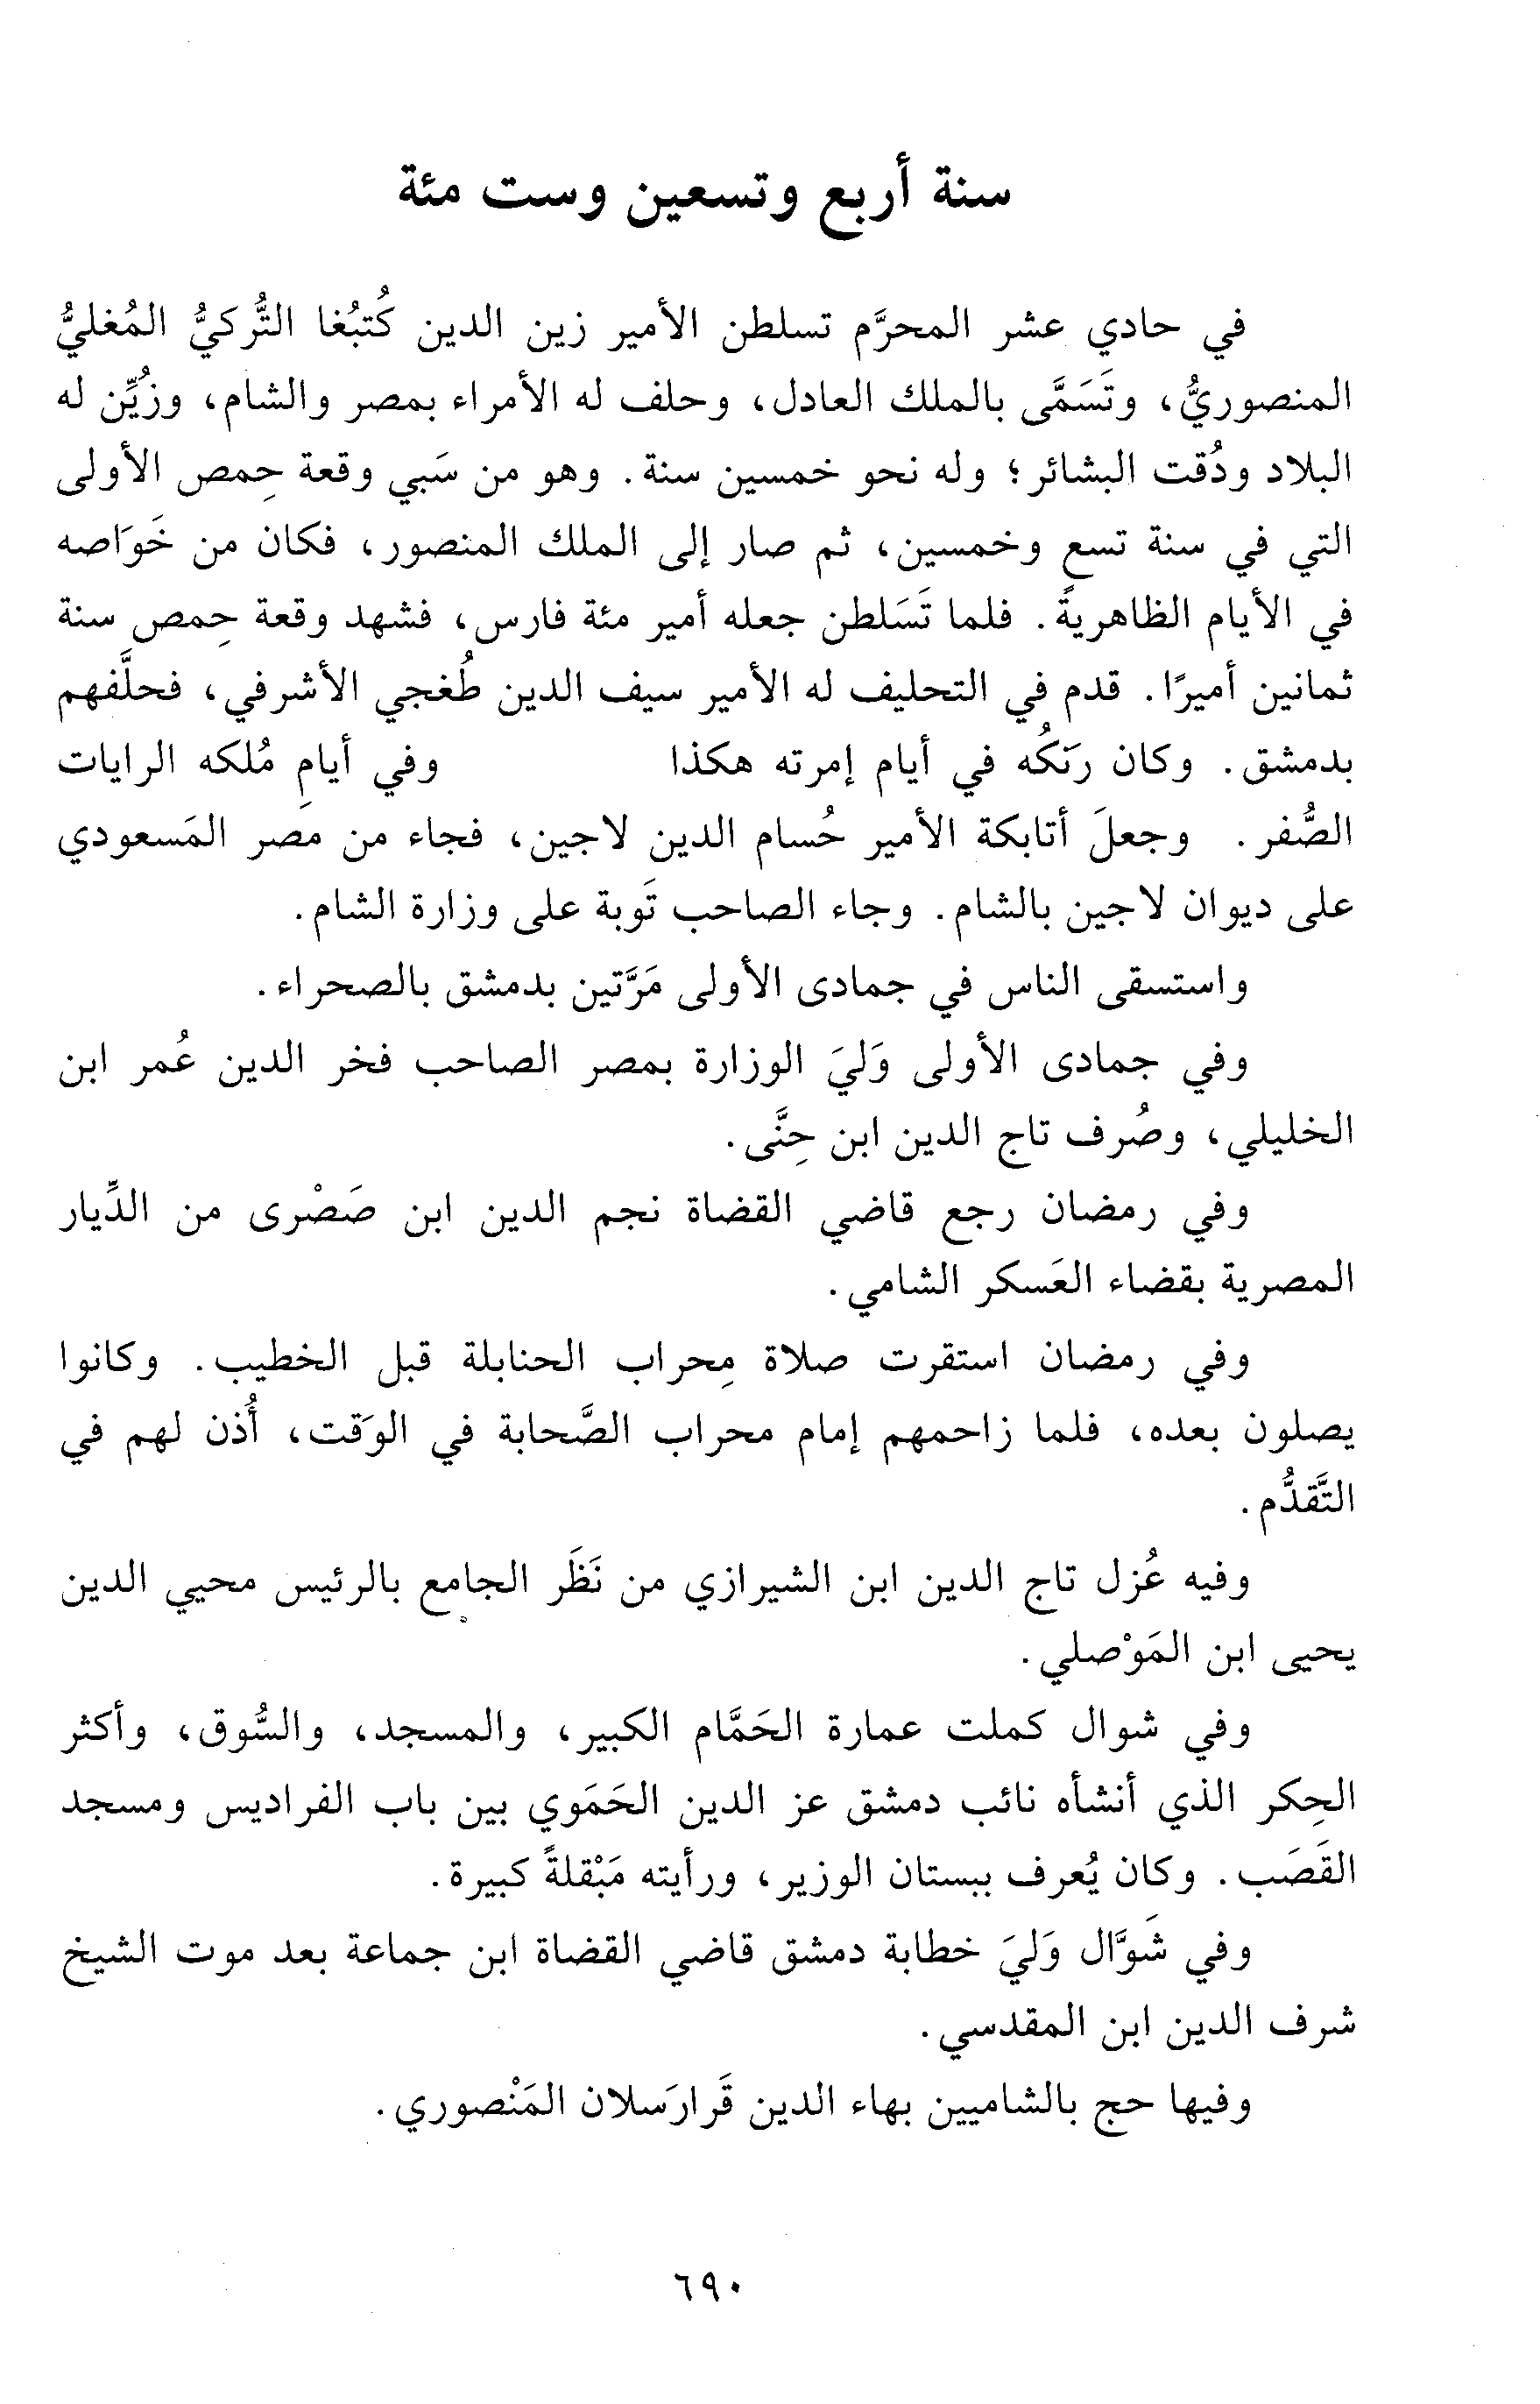 سنة أربع وتسعين وست مئة
في حادي عشر المحرَّم تسلطن الأمير زين الدين كُتبُغا التُّركيُّ المُغليُّ
المنصوريُّ، وتَسَمَّى بالملك العادل، وحلف له الأمراء بمصر والشام، وزُيِّن له
البلاد ودُقت البشائر؛ وله نحو خمسين سنة. وهو من سَبي وقعة حِمص الأولى
التي في سنة تسع وخمسين، ثم صار إلى الملك المنصور، فكان من خَوَاصه
في الأيام الظاهريةً. فلما تَسَلطن جعله أمير مئة فارس، فشهد وقعة حِمص سنة
ثمانين أميرًا. قدم في التحليف له الأمير سيف الدين طُغجي الأشرفي، فحلَّفهم
بدمشق. وكان رَنكُه في أيام إمرته هكذا وفي أيامِ مُلكه الرايات
الصُّفر. وجعلَ أتابكة الأمير حُسام الدين لاجين، فجاء من مَصر المَسعودي
على ديوان لاجين بالشام. وجاء الصاحب تَوبة على وزارة الشام.
واستسقى الناس في جمادى الأولى مَرَّتين بدمشق بالصحراء.
وفي جمادى الأولى وَليَ الوزارة بمصر الصاحب فخر الدين عُمر ابن
الخليلي، وصُرف تاج الدين ابن حِنَّى.
وفي رمضان رجع قاضي القضاة نجم الدين ابن صَصْرى من الدِّيار
المصرية بقضاء العَسكر الشامي.
وفي رمضان استقرت صلاة مِحراب الحنابلة قبل الخطيب. وكانوا
يصلون بعده، فلما زاحمهم إمام محراب الصَّحابة في الوَقت، أُذن لهم في
التَّقدُّم.
وفيه عُزل تاج الدين ابن الشيرازي من نَظَر الجامع بالرئيس محيي الدين
يحيى ابن المَوْصلي.
وفي شوال كملت عمارة الحَمَّام الكبير، والمسجد، والسُّوق، وأكثر
الحِكر الذي أنشأه نائب دمشق عز الدين الحَمَوي بين باب الفراديس ومسجد
القَصَب. وكان يُعرف ببستان الوزير، ورأيته مَبْقلةً كبيرة.
وفي شَوَّال وَليَ خطابة دمشق قاضي القضاة ابن جماعة بعد موت الشيخ
شرف الدين ابن المقدسي.
وفيها حج بالشاميين بهاء الدين قَرارَسلان المَنْصوري.
٦٩٠